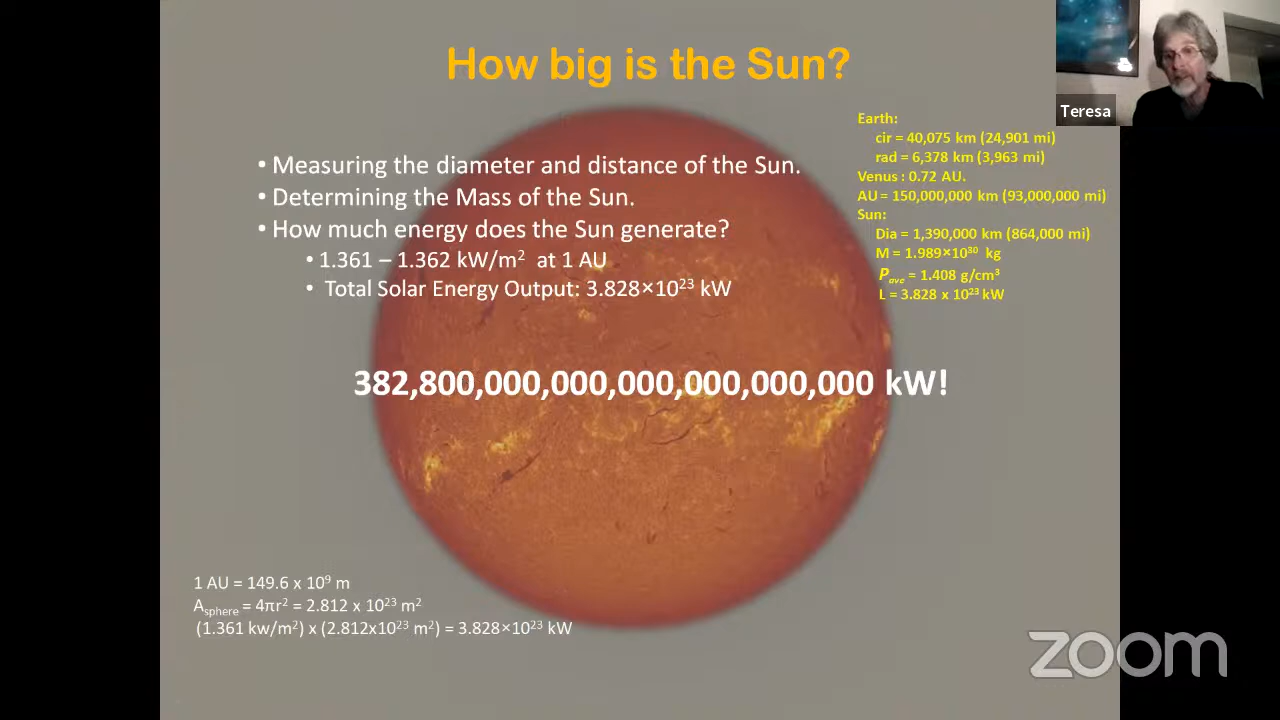 How big is the Sun?
Teresa
• Measuring the diameter and distance of the Sun.
• Determining the Mass of the Sun.
• How much energy does the Sun generate?
• 1.361 – 1.362 kW/m² at 1 AU
• Total Solar Energy Output: 3.828×10²³ kW
Earth:
cir = 40,075 km (24,901 mi)
rad = 6,378 km (3,963 mi)
Venus : 0.72 AU.
AU = 150,000,000 km (93,000,000 mi)
Sun:
Dia = 1,390,000 km (864,000 mi)
M = 1.989×10³⁰ kg
Pave = 1.408 g/cm³
L = 3.828 x 10²³ kW
382,800,000,000,000,000,000,000 kW!
1 AU = 149.6 x 10⁹ m
Asphere = 4πr² = 2.812 x 10²³ m²
(1.361 kw/m²) x (2.812x10²³ m²) = 3.828×10²³ kW
zoom